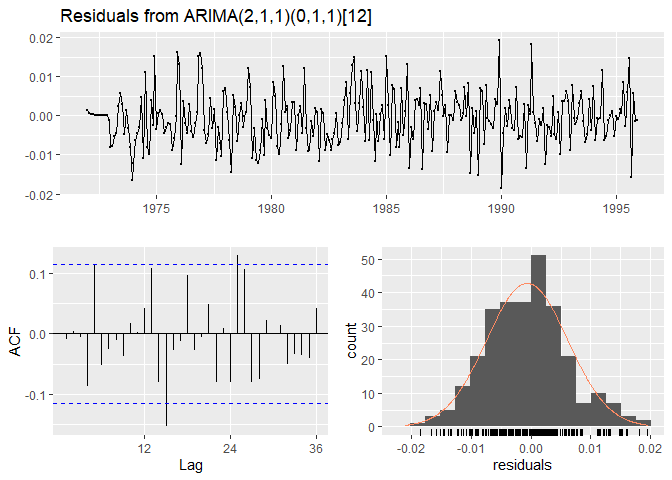 Residuals from ARIMA(2,1,1)(0,1,1)[12]
0.02
0.01
0.00
-0.01
-0.02
1975 1980 1985 1990 1995
ACF
0.1
0.0
-0.1
12 24 36
Lag
count
50
40
30
20
10
0
-0.02 -0.01 0.00 0.01 0.02
residuals